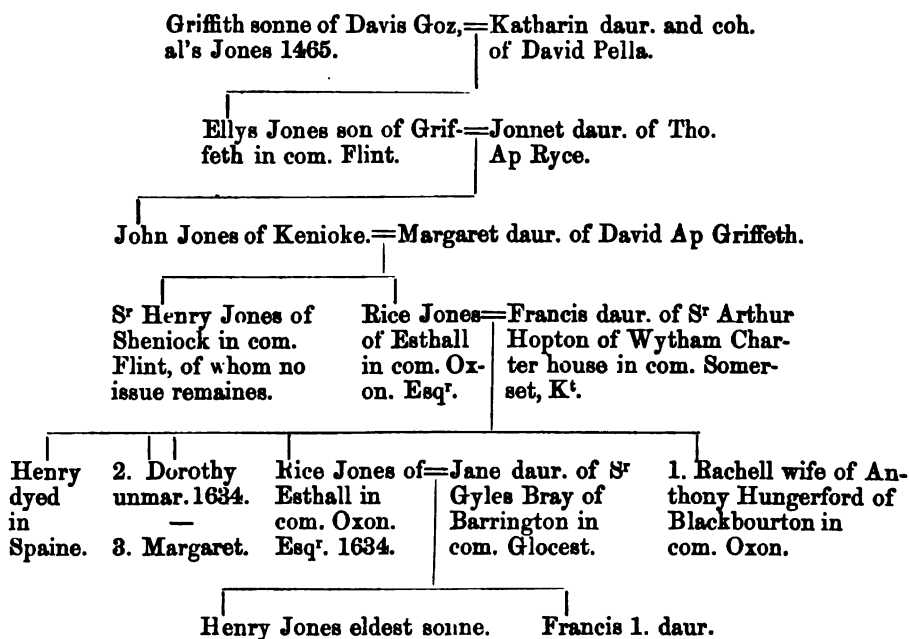 Griffith sonne of Davis Goz,=Katharin daur. and coh.
al's Jones 1465.
of David Pella.
Ellys Jones son of Grif-=Jonnet daur. of Tho.
feth in com. Flint.
Ap Ryce.
John Jones of Kenioke.=Margaret daur. of David Ap Griffeth.
Sr Henry Jones of
Sheniock in com.
Flint, of whom no
issue remaines.
Rice Jones=Francis daur. of Sr Arthur
of Esthall
in com. Ox-
on. Esqr.
Hopton of Wytham Char-
ter house in com. Somer-
set, Kt.
Henry
dyed
in
Spaine.
2. Dorothy
unmar. 1634.
—
3. Margaret.
Rice Jones of=Jane daur. of Sr
Esthall in
com. Oxon.
Esqr. 1634.
Gyles Bray of
Barrington in
com. Glocest.
1. Rachell wife of An-
thony Hungerford of
Blackbourton in
com. Oxon.
Henry Jones eldest sonne.
Francis 1. daur.